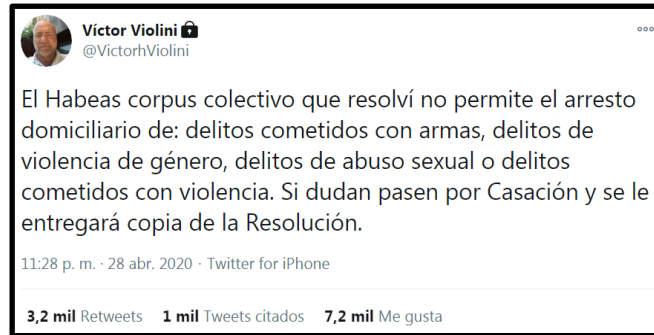 Víctor Violini
@VictorhViolini
El Habeas corpus colectivo que resolví no permite el arresto
domiciliario de: delitos cometidos con armas, delitos de
violencia de género, delitos de abuso sexual o delitos
cometidos con violencia. Si dudan pasen por Casación y se le
entregará copia de la Resolución.
11:28 p. m. · 28 abr. 2020 · Twitter for iPhone
3,2 mil Retweets 1 mil Tweets citados 7,2 mil Me gusta